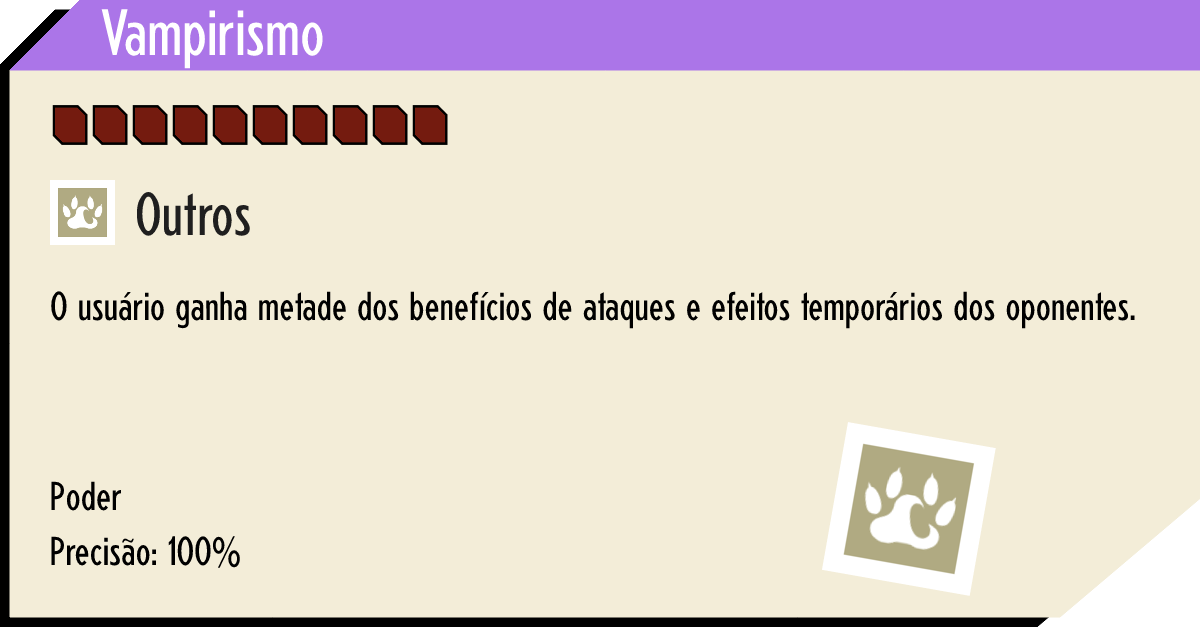 Vampirismo
Outros
O usuário ganha metade dos benefícios de ataques e efeitos temporários dos oponentes.
Poder
Precisão: 100%